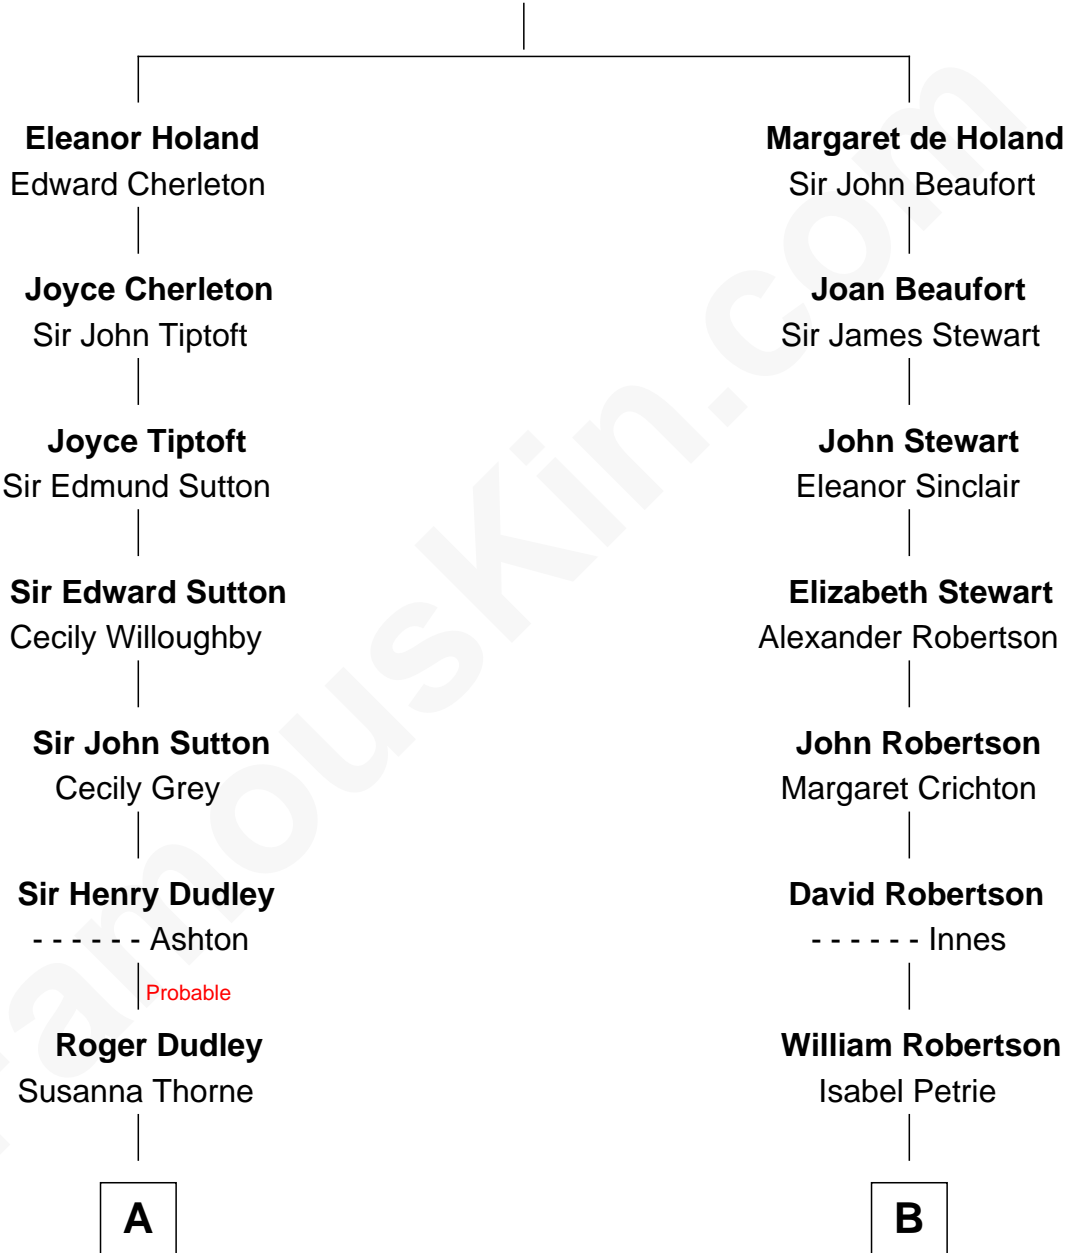 Eleanor Holand
Edward Cherleton
Joyce Cherleton
Sir John Tiptoft
Joyce Tiptoft
Sir Edmund Sutton
Sir Edward Sutton
Cecily Willoughby
Sir John Sutton
Cecily Grey
Sir Henry Dudley
- - - - - - Ashton
Probable
Roger Dudley
Susanna Thorne
A
Margaret de Holand
Sir John Beaufort
Joan Beaufort
Sir James Stewart
John Stewart
Eleanor Sinclair
Elizabeth Stewart
Alexander Robertson
John Robertson
Margaret Crichton
David Robertson
- - - - - - Innes
William Robertson
Isabel Petrie
B
FamousKin.com